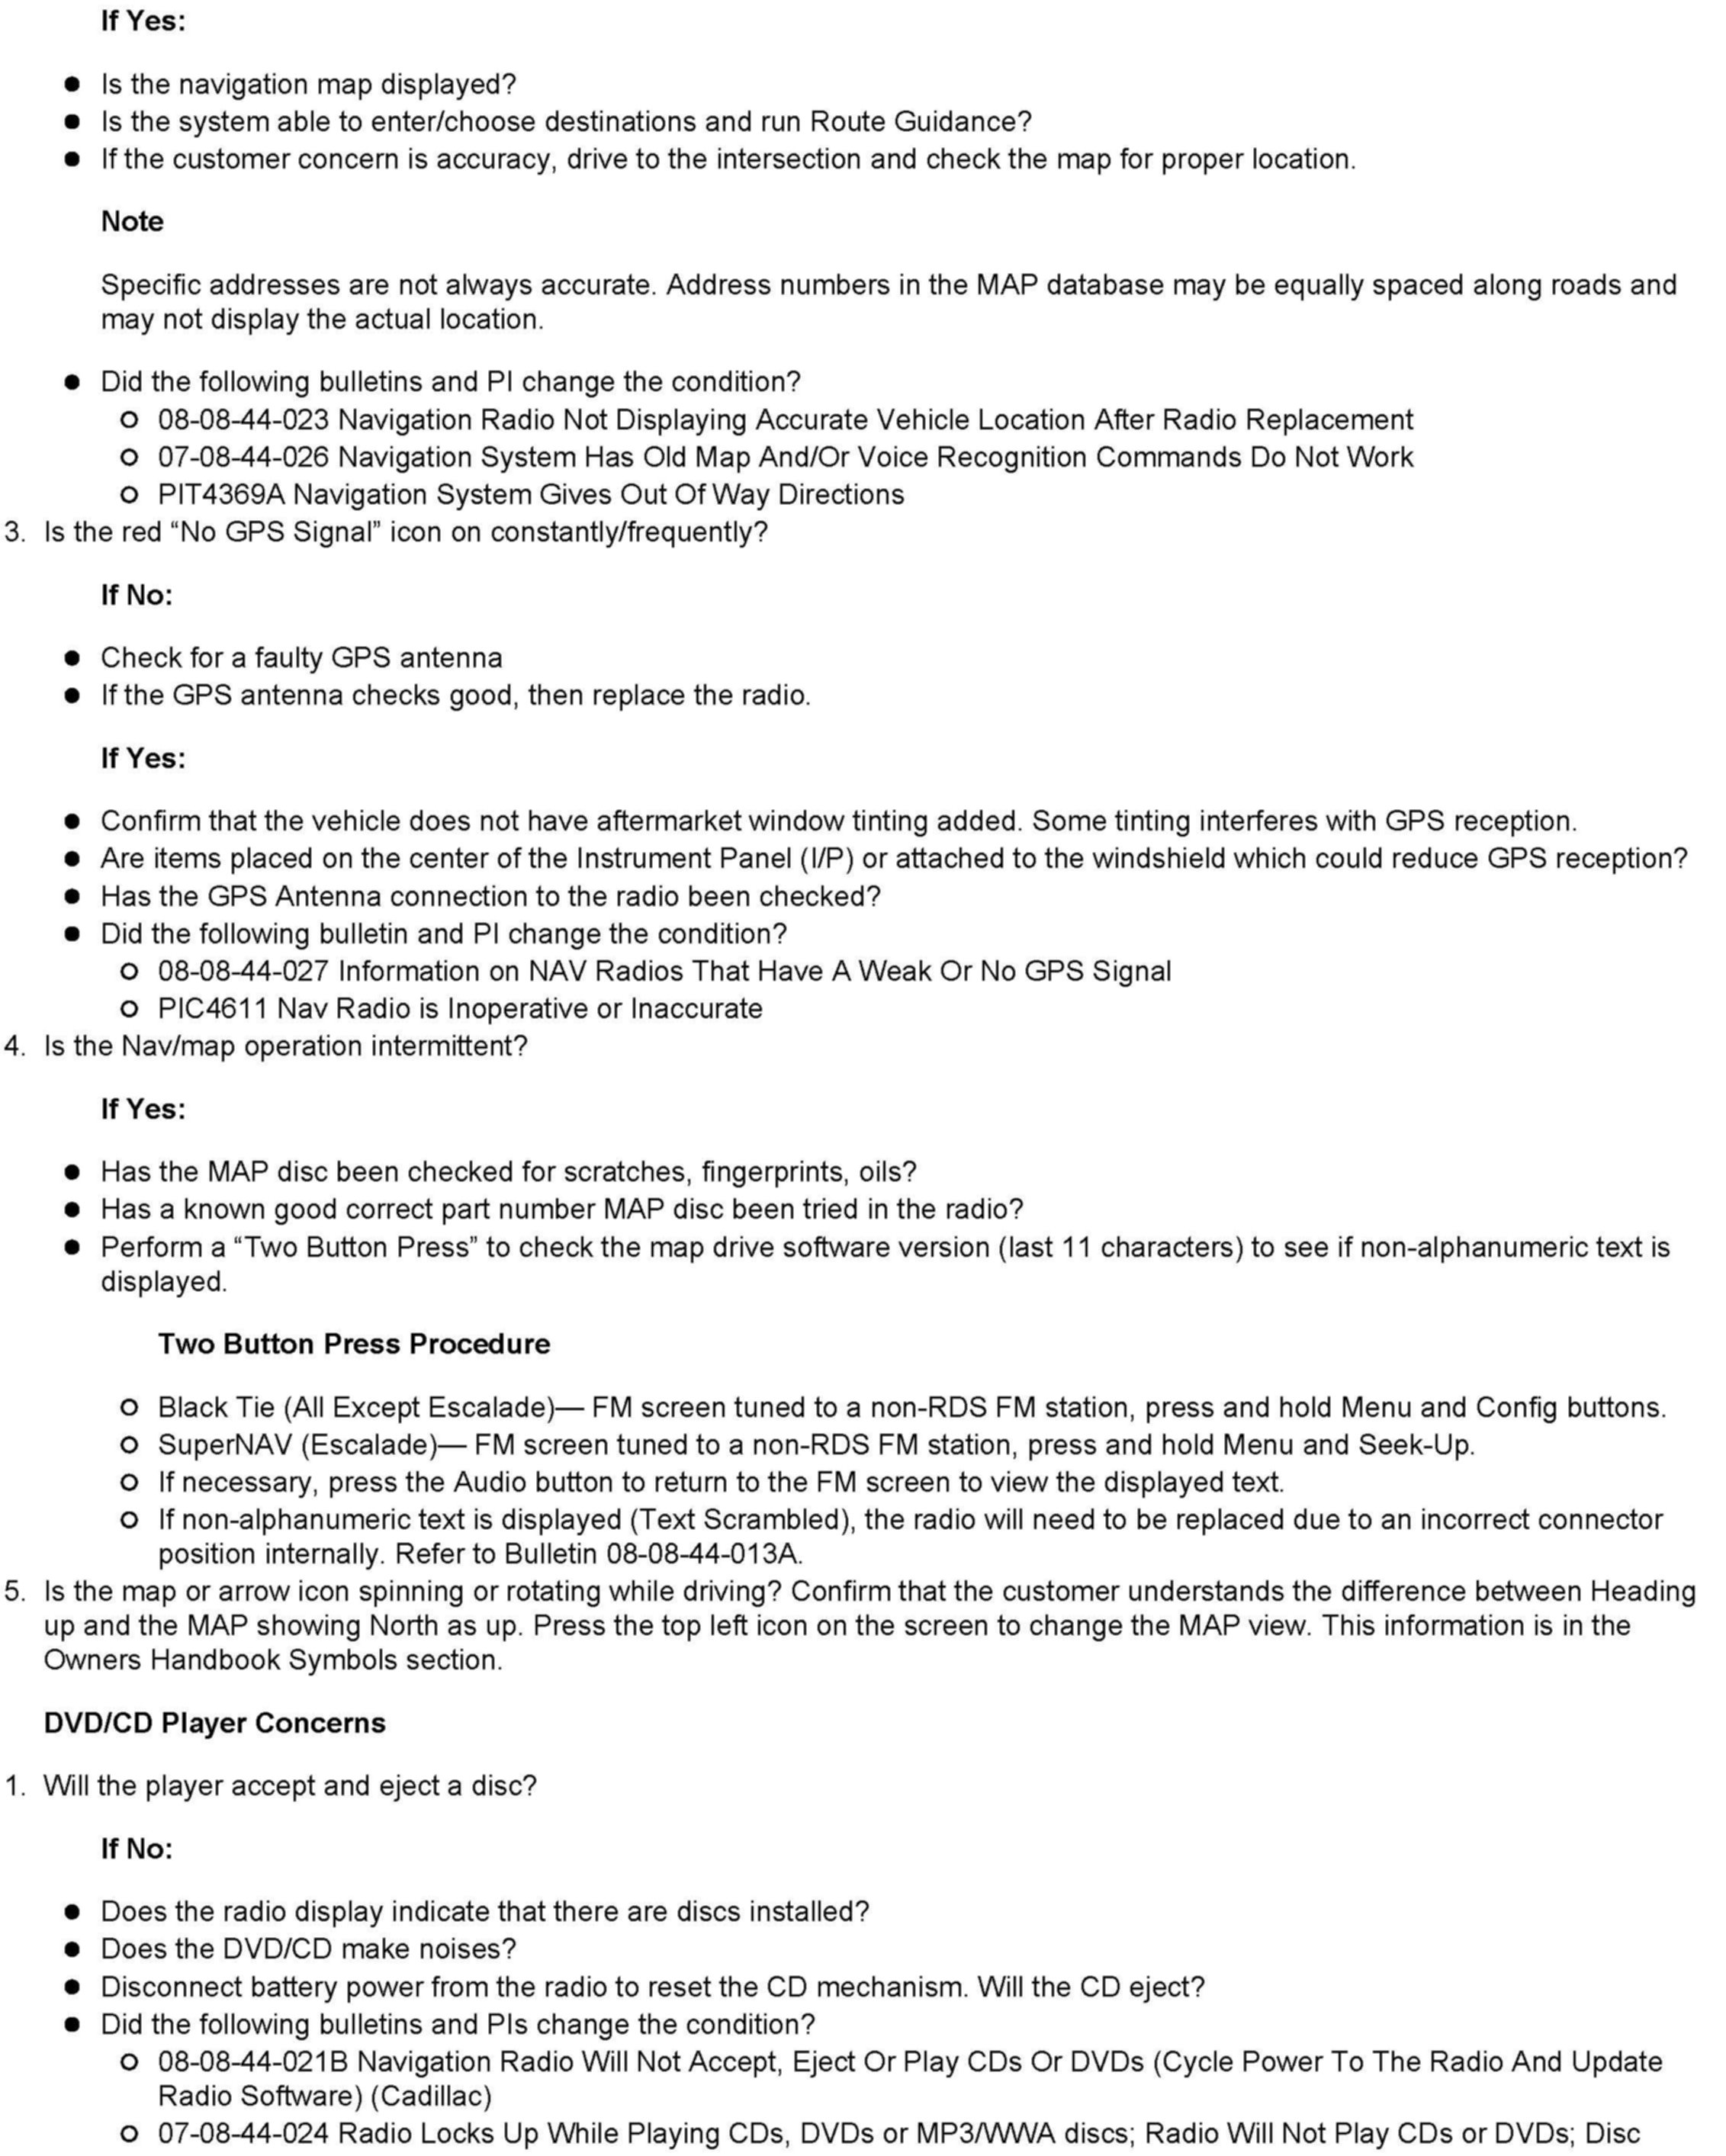 If Yes:
● Is the navigation map displayed?
● Is the system able to enter/choose destinations and run Route Guidance?
● If the customer concern is accuracy, drive to the intersection and check the map for proper location.
Note
Specific addresses are not always accurate. Address numbers in the MAP database may be equally spaced along roads and
may not display the actual location.
● Did the following bulletins and PI change the condition?
○ 08-08-44-023 Navigation Radio Not Displaying Accurate Vehicle Location After Radio Replacement
○ 07-08-44-026 Navigation System Has Old Map And/Or Voice Recognition Commands Do Not Work
○ PIT4369A Navigation System Gives Out Of Way Directions
3. Is the red “No GPS Signal” icon on constantly/frequently?
If No:
● Check for a faulty GPS antenna
● If the GPS antenna checks good, then replace the radio.
If Yes:
● Confirm that the vehicle does not have aftermarket window tinting added. Some tinting interferes with GPS reception.
● Are items placed on the center of the Instrument Panel (I/P) or attached to the windshield which could reduce GPS reception?
● Has the GPS Antenna connection to the radio been checked?
● Did the following bulletin and PI change the condition?
○ 08-08-44-027 Information on NAV Radios That Have A Weak Or No GPS Signal
○ PIC4611 Nav Radio is Inoperative or Inaccurate
4. Is the Nav/map operation intermittent?
If Yes:
● Has the MAP disc been checked for scratches, fingerprints, oils?
● Has a known good correct part number MAP disc been tried in the radio?
● Perform a “Two Button Press” to check the map drive software version (last 11 characters) to see if non-alphanumeric text is
displayed.
Two Button Press Procedure
○ Black Tie (All Except Escalade)— FM screen tuned to a non-RDS FM station, press and hold Menu and Config buttons.
○ SuperNAV (Escalade)— FM screen tuned to a non-RDS FM station, press and hold Menu and Seek-Up.
○ If necessary, press the Audio button to return to the FM screen to view the displayed text.
○ If non-alphanumeric text is displayed (Text Scrambled), the radio will need to be replaced due to an incorrect connector
position internally. Refer to Bulletin 08-08-44-013A.
5. Is the map or arrow icon spinning or rotating while driving? Confirm that the customer understands the difference between Heading
up and the MAP showing North as up. Press the top left icon on the screen to change the MAP view. This information is in the
Owners Handbook Symbols section.
DVD/CD Player Concerns
1. Will the player accept and eject a disc?
If No:
● Does the radio display indicate that there are discs installed?
● Does the DVD/CD make noises?
● Disconnect battery power from the radio to reset the CD mechanism. Will the CD eject?
● Did the following bulletins and PIs change the condition?
○ 08-08-44-021B Navigation Radio Will Not Accept, Eject Or Play CDs Or DVDs (Cycle Power To The Radio And Update
Radio Software) (Cadillac)
○ 07-08-44-024 Radio Locks Up While Playing CDs, DVDs or MP3/WWA discs; Radio Will Not Play CDs or DVDs; Disc